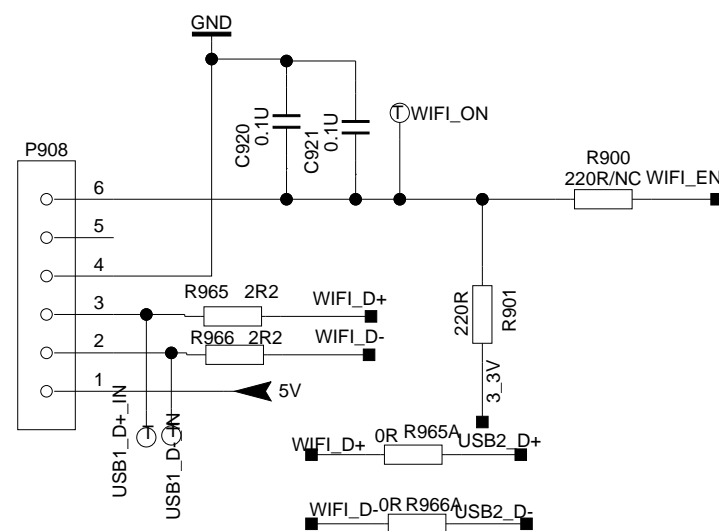 GND
C920
0.1U
C921
0.1U
T WIFI_ON
P908
R900
220R/NC WIFI_EN
6
5
4
3
2
1
R965 2R2 WIFI_D+
R966 2R2 WIFI_D-
5V
220R
R901
3_3V
USB1_D+_IN
T
USB1_D-_IN
T
WIFI_D+ 0R R965A USB2_D+
WIFI_D- 0R R966A USB2_D-